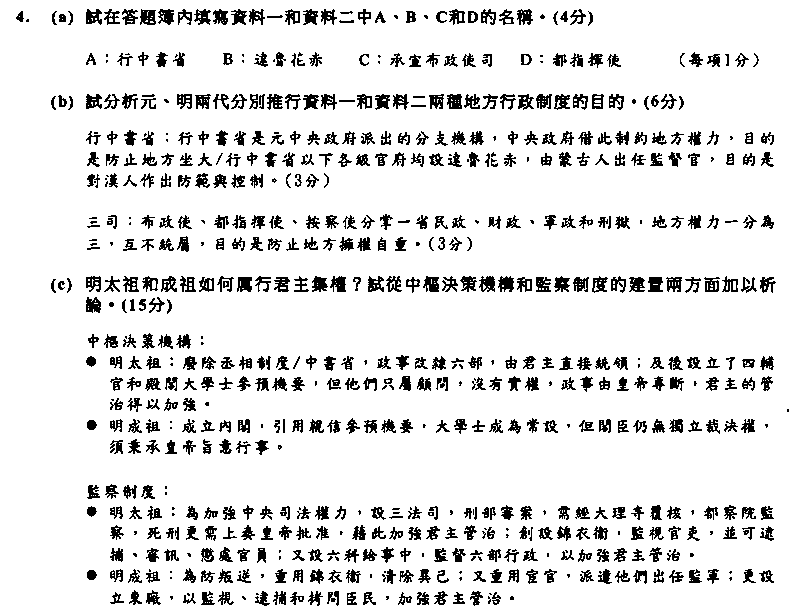 4. (a) 試在答題簿內填寫資料一和資料二中A、B、C和D的名稱。(4分)
A：行中書省 B：達魯花赤 C：承宣布政使司 D：都指揮使 （每項1分）
(b) 試分析元、明兩代分別推行資料一和資料二兩種地方行政制度的目的。(6分)
行中書省：行中書省是元中央政府派出的分支機構，中央政府借此制約地方權力，目的
是防止地方坐大/行中書省以下各級官府均設達魯花赤，由蒙古人出任監督官，目的是
對漢人作出防範與控制。(3分)
三司：布政使、都指揮使、按察使分掌一省民政、財政、軍政和刑獄，地方權力一分為
三，互不統屬，目的是防止地方擁權自重。(3分)
(c) 明太祖和成祖如何厲行君主集權？試從中樞決策機構和監察制度的建置兩方面加以析
論。(15分)
中樞決策機構：
● 明太祖：廢除丞相制度/中書省，政事改隸六部，由君主直接統領；及後設立了四輔
官和殿閣大學士參預機要，但他們只屬顧問，沒有實權，政事由皇帝專斷，君主的管
治得以加強。
● 明成祖：成立內閣，引用親信參預機要，大學士成為常設，但閣臣仍無獨立裁決權，
須秉承皇帝旨意行事。
監察制度：
● 明太祖：為加強中央司法權力，設三法司，刑部審案，需經大理寺覆核，都察院監
察，死刑更需上奏皇帝批准，藉此加強君主管治；創設錦衣衛，監視官吏，並可逮
捕、審訊、懲處官員；又設六科給事中，監督六部行政，以加強君主管治。
● 明成祖：為防叛逆，重用錦衣衛，清除異己；又重用宦官，派遣他們出任監軍；更設
立東廠，以監視、逮捕和拷問臣民，加強君主管治。